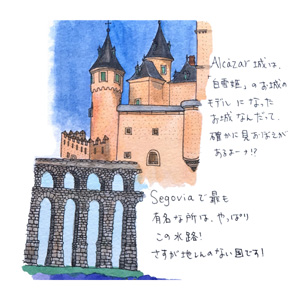 Alcázar城は、
「白雪姫」のお城の
モデルになった
お城なんだって。
確かに見おぼえが
あるよーナ!?
Segoviaで最も
有名な所は、やっぱり
この水路!
さすが地しんのない国です!